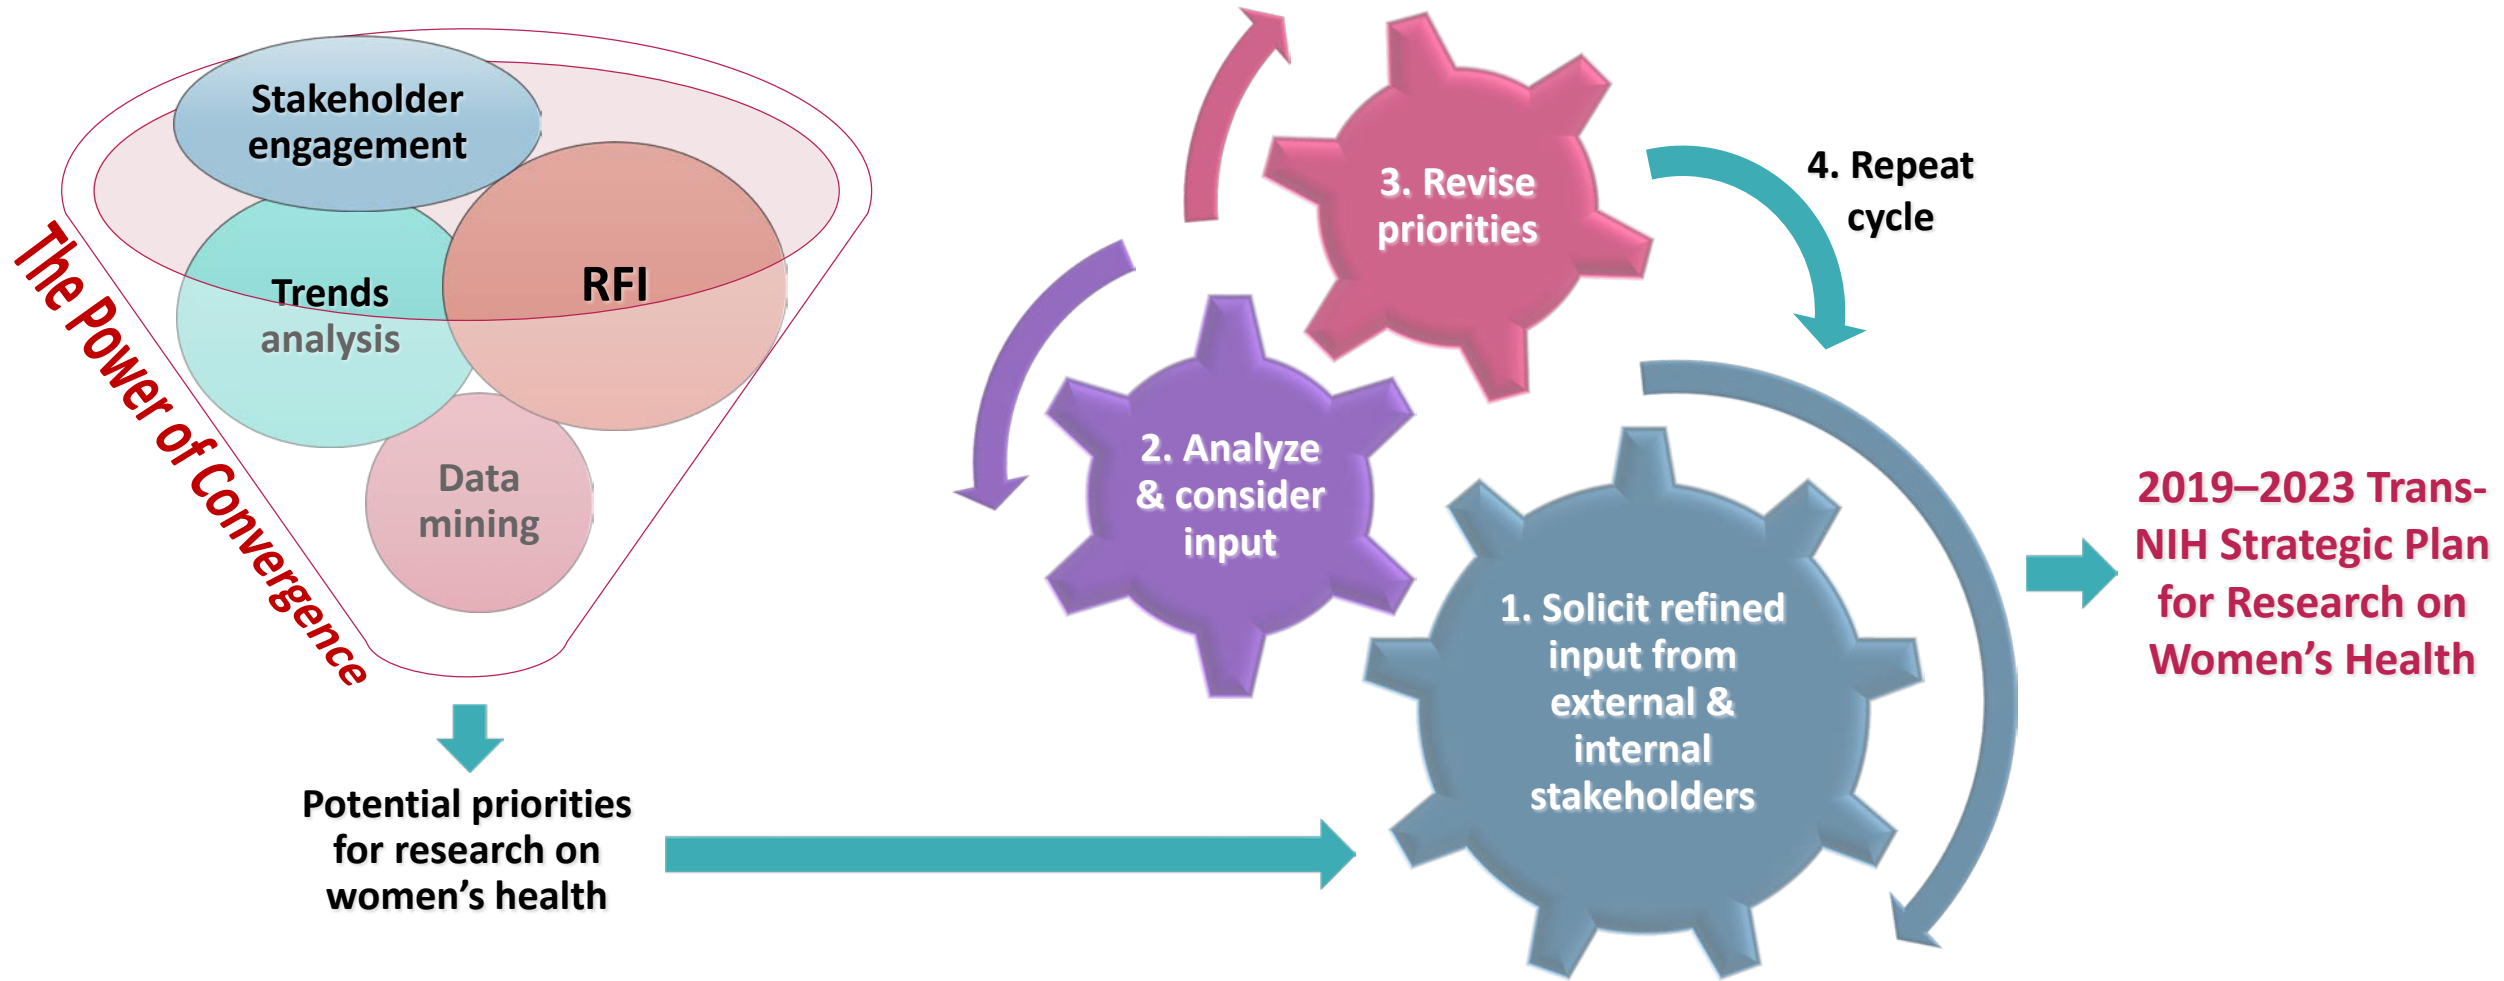 Stakeholder
engagement
Trends
analysis
RFI
Data
mining
The Power of Convergence
Potential priorities
for research on
women’s health
1. Solicit refined
input from
external &
internal
stakeholders
2. Analyze
& consider
input
3. Revise
priorities
4. Repeat
cycle
2019–2023 Trans-
NIH Strategic Plan
for Research on
Women’s Health